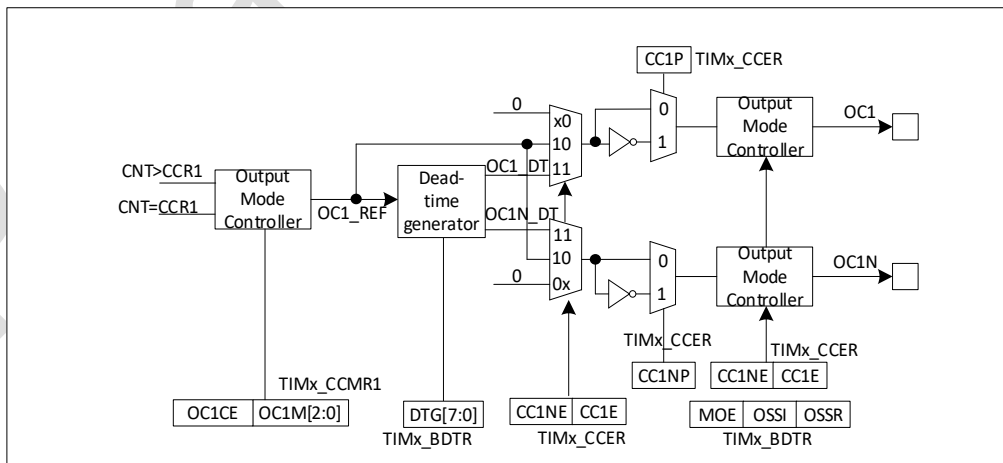 CC1P TIMx_CCER
0
x0
10
11
0
1
Output
Mode
Controller
OC1
CNT>CCR1
CNT=CCR1
Output
Mode
Controller
OC1_REF
Dead-
time
generator
OC1_DT
OC1N_DT
11
10
0x
0
0
1
Output
Mode
Controller
OC1N
TIMx_CCMR1
OC1CE OC1M[2:0]
DTG[7:0]
TIMx_BDTR
CC1NE CC1E
TIMx_CCER
TIMx_CCER
CC1NP
TIMx_CCER
CC1NE CC1E
MOE OSSI OSSR
TIMx_BDTR